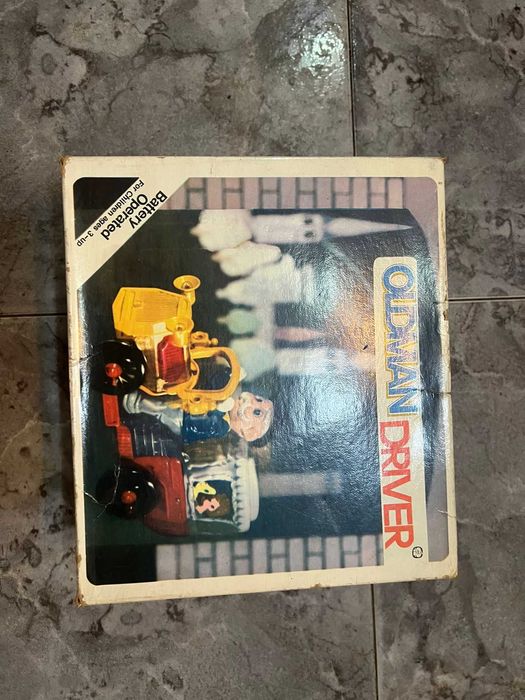 Battery
Operated
For Children ages 3-up
OLDMAN DRIVER